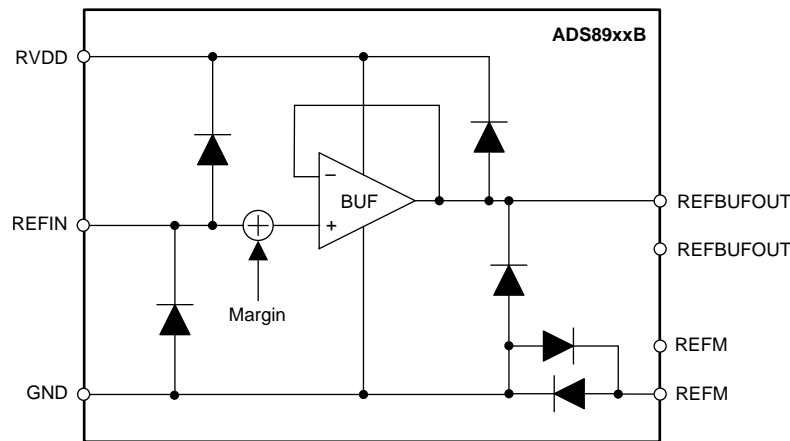 ADS89xxB
RVDD
−
BUF
+
REFIN
REFBUFOUT
REFBUFOUT
Margin
REFM
GND
REFM